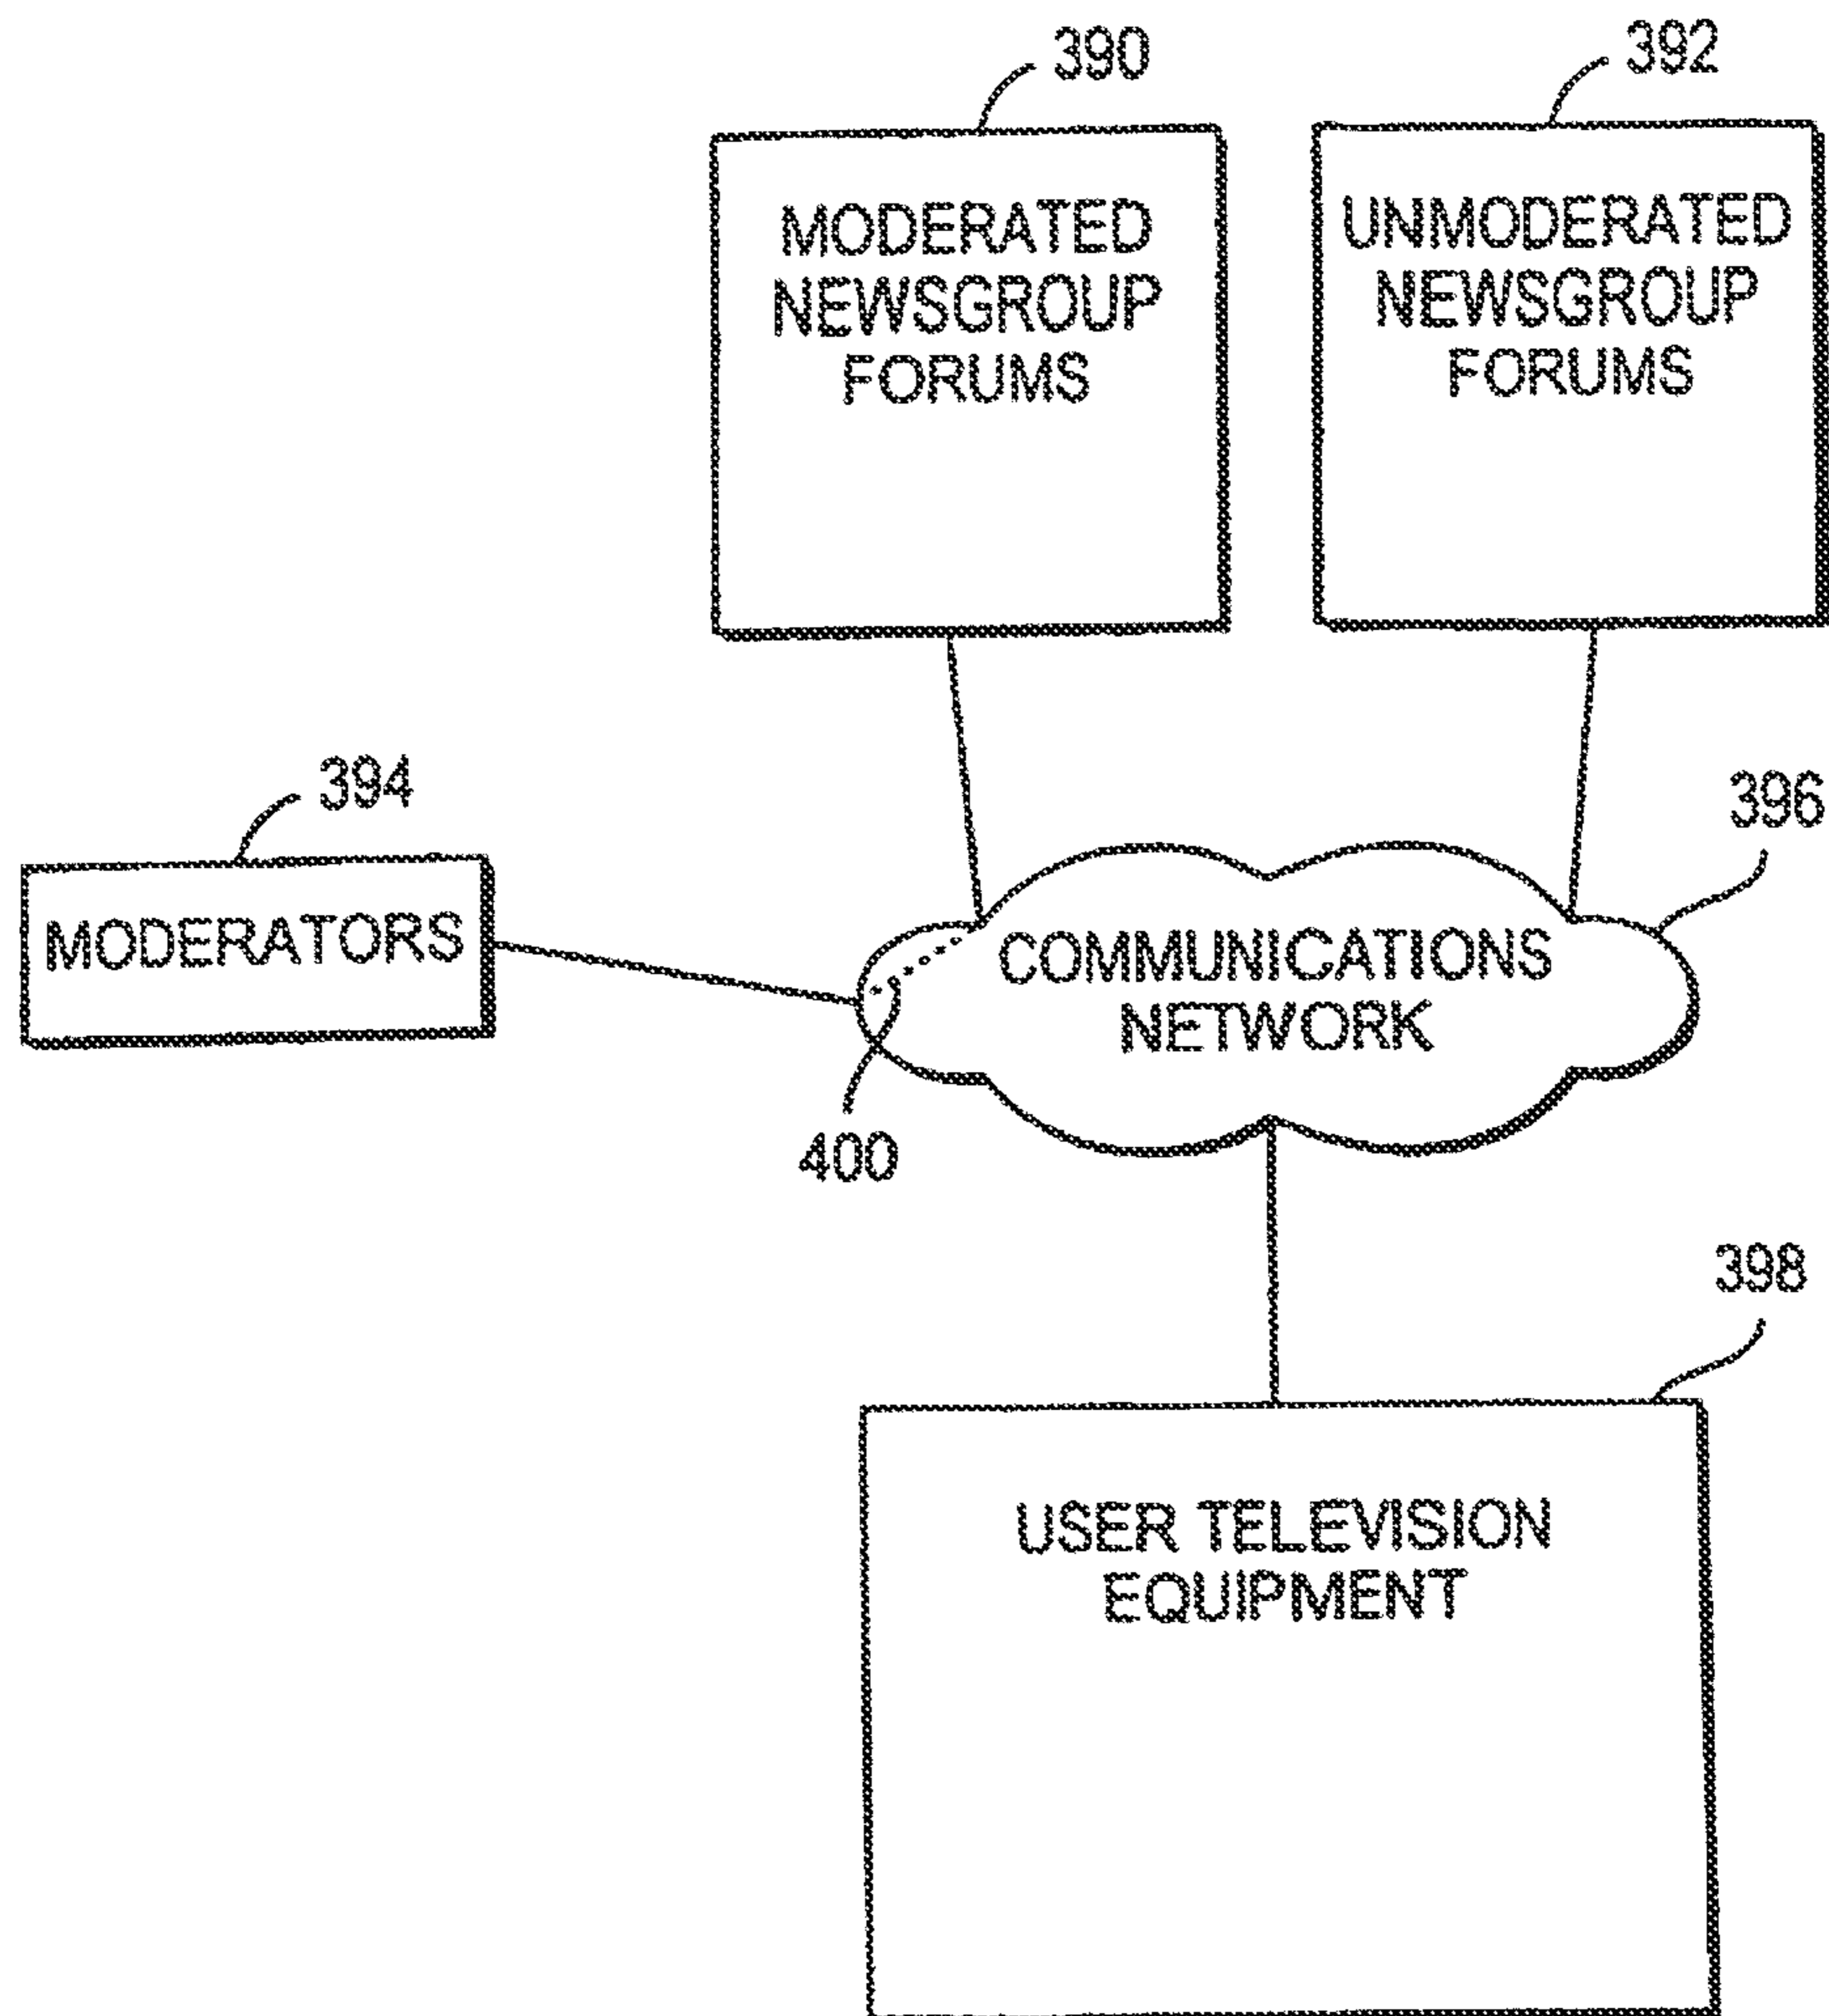 390
392
MODERATED
NEWSGROUP
FORUMS
UNMODERATED
NEWSGROUP
FORUMS
394
MODERATORS
396
COMMUNICATIONS
NETWORK
400
398
USER TELEVISION
EQUIPMENT